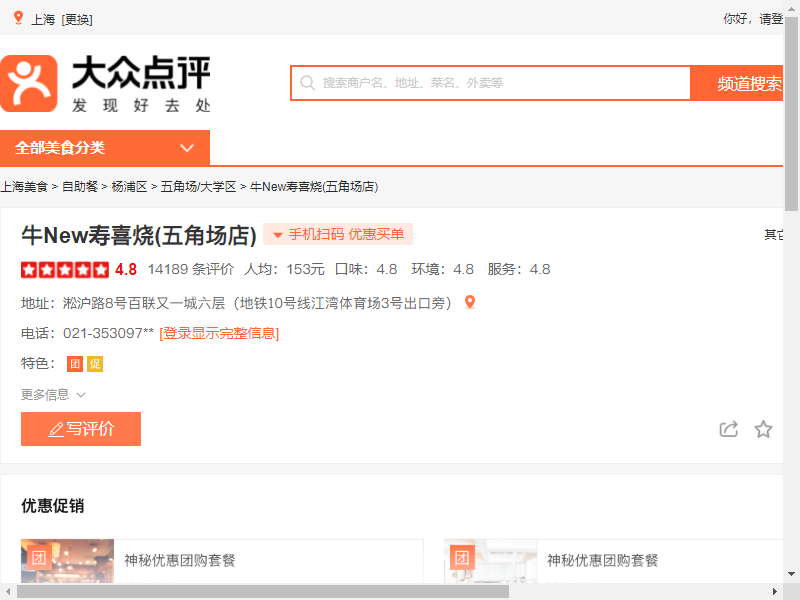 上海 [更换] 你好，请登
大众点评
发现好去处
搜索商户名、地址、菜名、外卖等 频道搜索
全部美食分类
上海美食 > 自助餐 > 杨浦区 > 五角场/大学区 > 牛New寿喜烧(五角场店)
牛New寿喜烧(五角场店) 手机扫码 优惠买单 其它
4.8 14189 条评价 人均：153元 口味：4.8 环境：4.8 服务：4.8
地址：淞沪路8号百联又一城六层（地铁10号线江湾体育场3号出口旁）
电话：021-353097** [登录显示完整信息]
特色： 团 促
更多信息
写评价
优惠促销
团 神秘优惠团购套餐 团 神秘优惠团购套餐